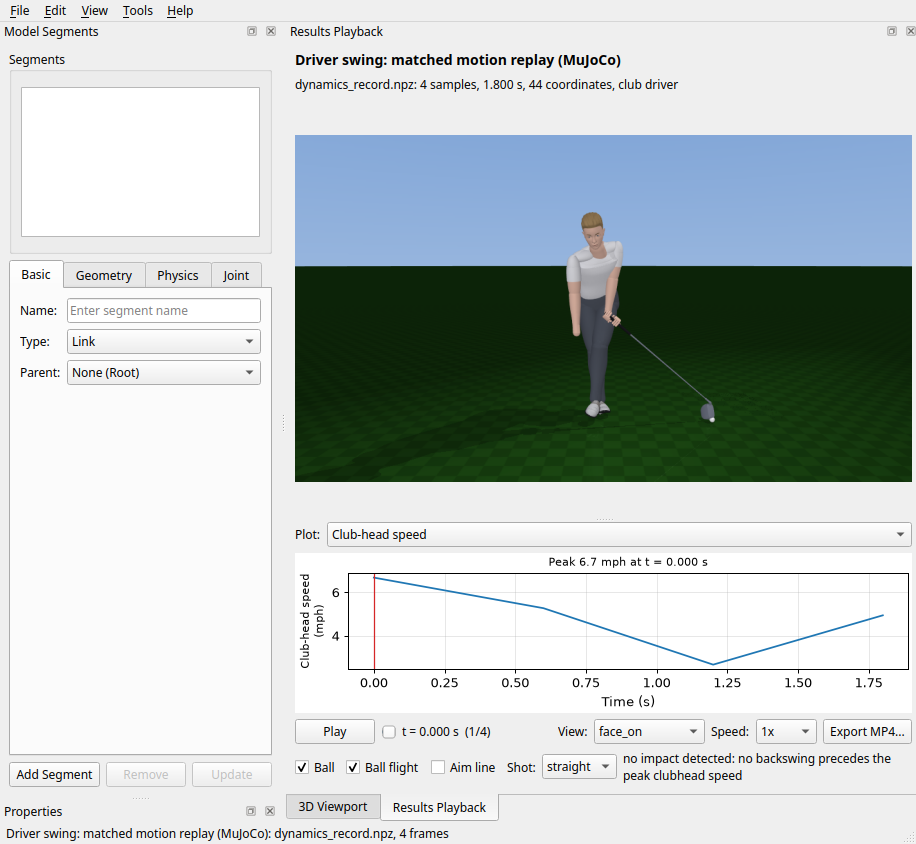 File Edit View Tools Help
Model Segments
Results Playback
Segments
Driver swing: matched motion replay (MuJoCo)
dynamics_record.npz: 4 samples, 1.800 s, 44 coordinates, club driver
Basic Geometry Physics Joint
Name: Enter segment name
Type: Link
Parent: None (Root)
Plot: Club-head speed
Peak 6.7 mph at t = 0.000 s
Club-head speed
(mph)
6
4
0.00 0.25 0.50 0.75 1.00 1.25 1.50 1.75
Time (s)
Play t = 0.000 s (1/4) View: face_on Speed: 1x Export MP4...
Ball Ball flight Aim line Shot: straight no impact detected: no backswing precedes the
peak clubhead speed
Add Segment Remove Update
3D Viewport Results Playback
Properties
Driver swing: matched motion replay (MuJoCo): dynamics_record.npz, 4 frames